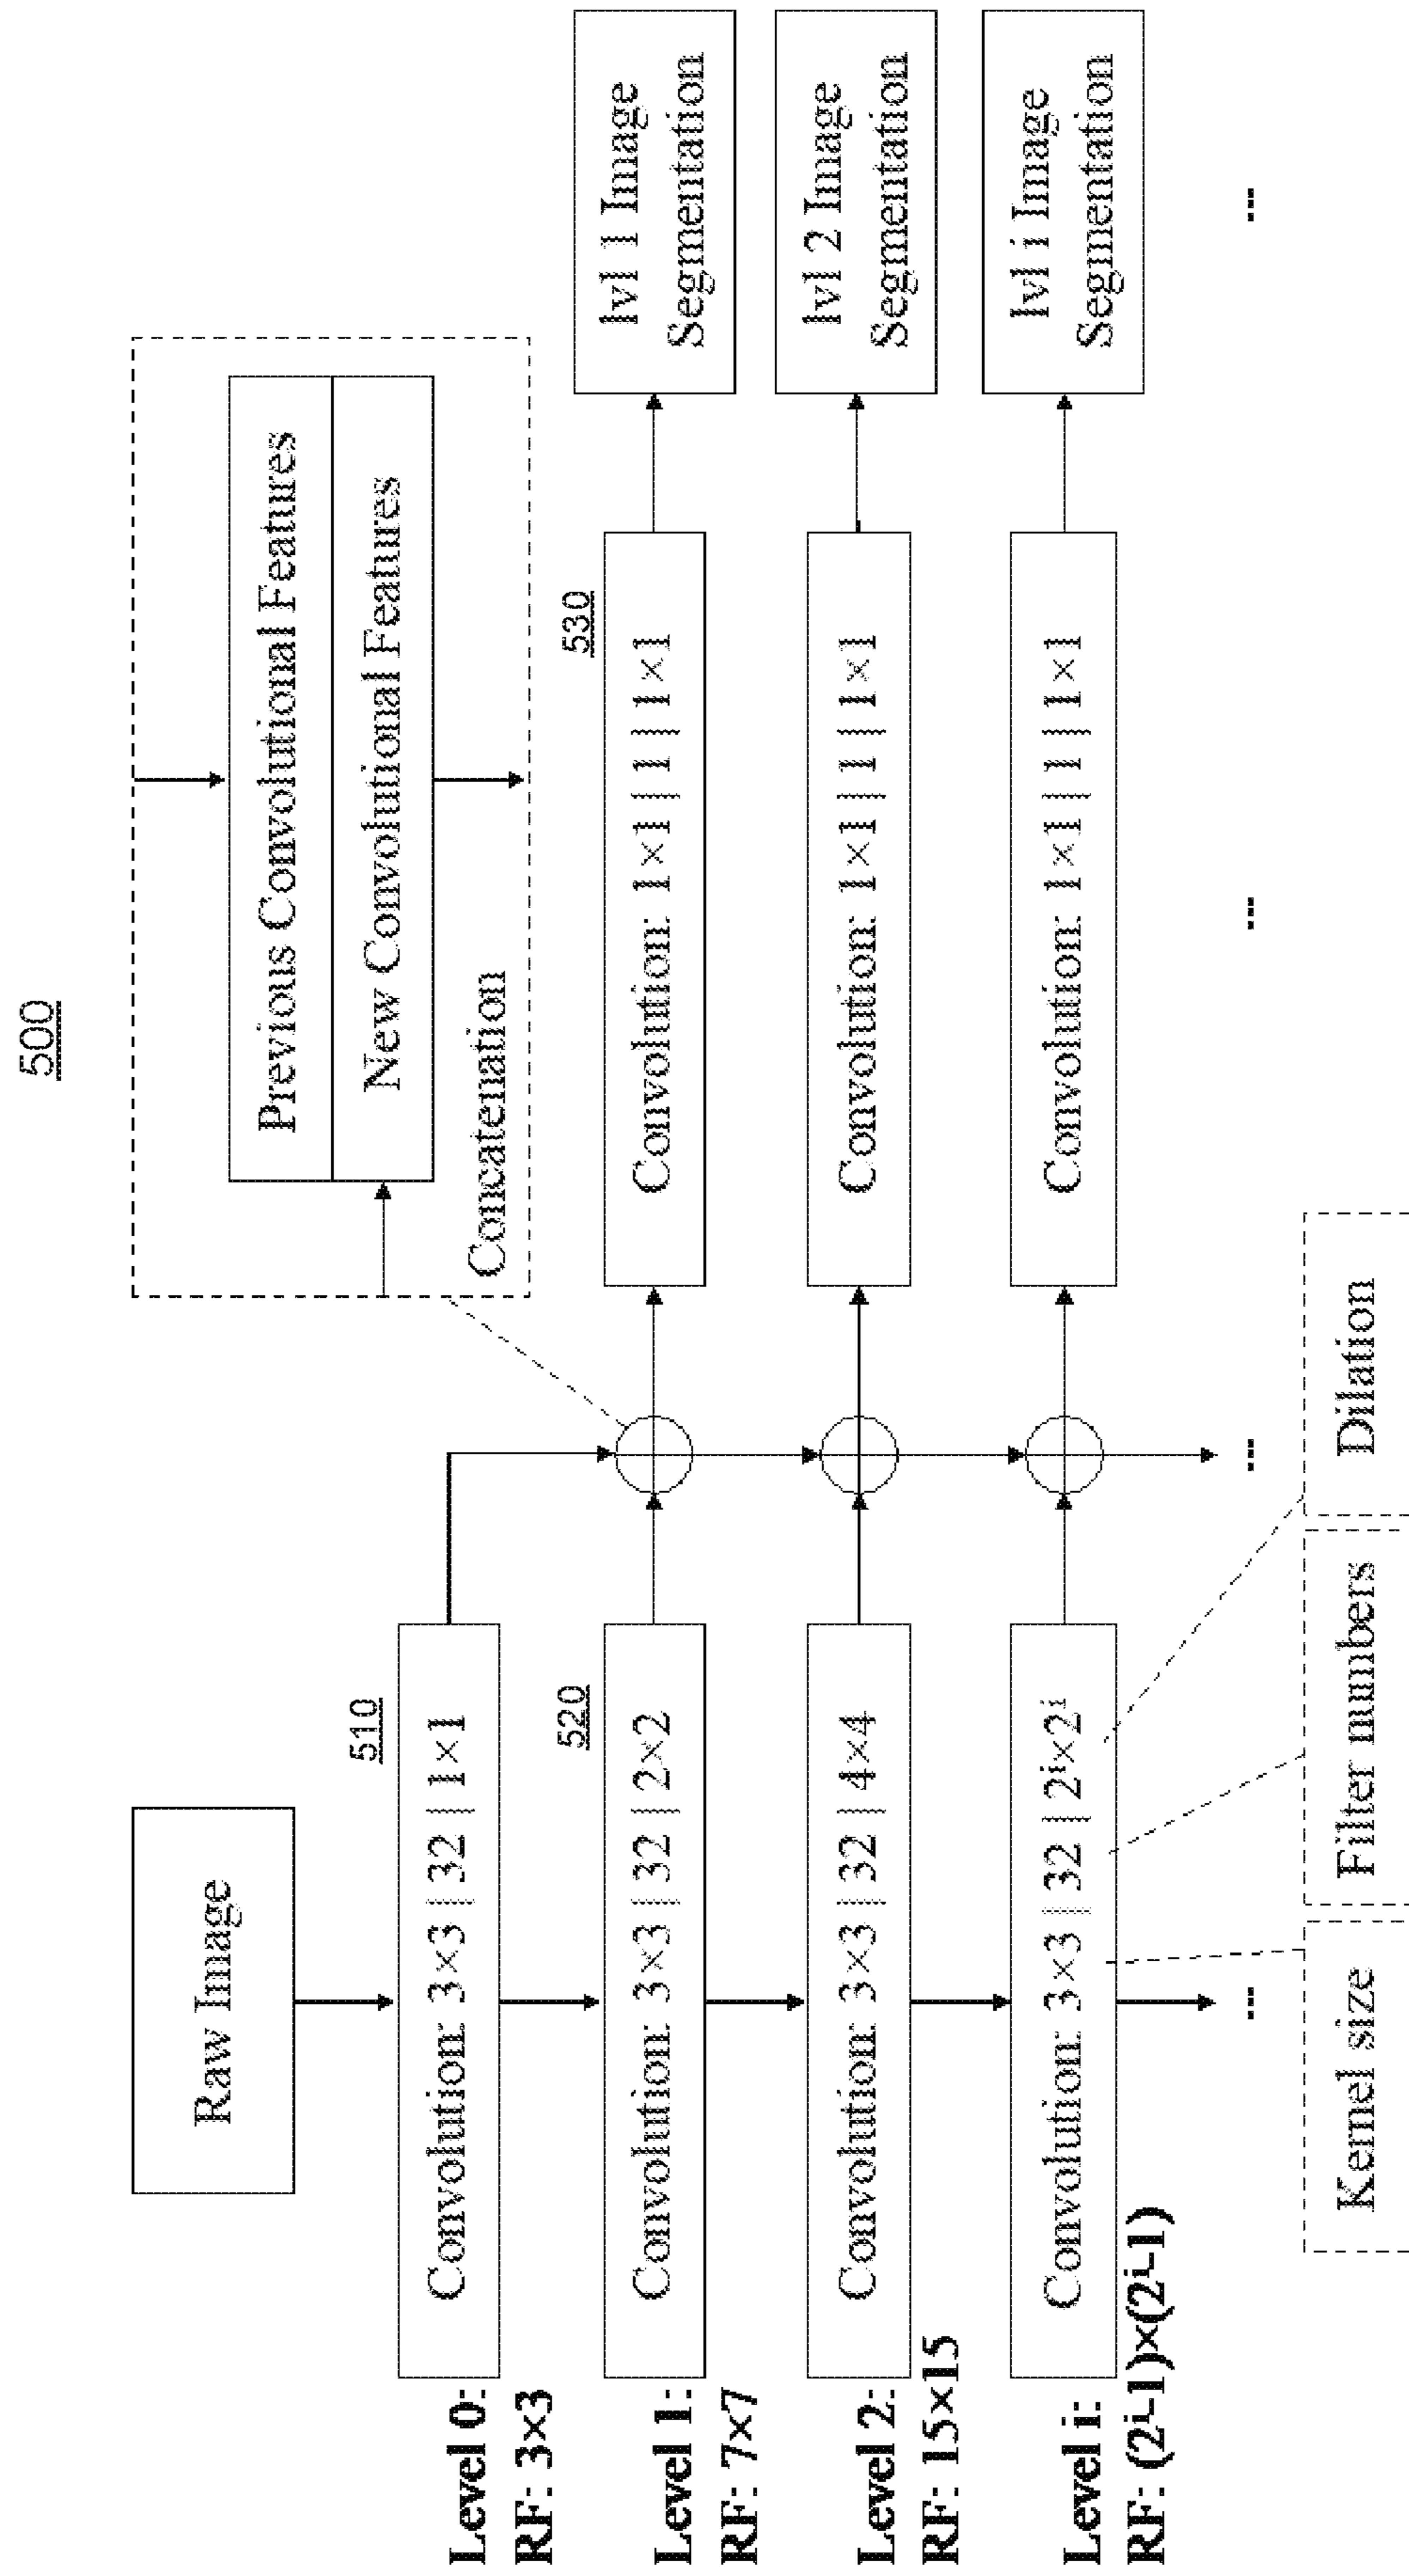 500
Raw Image
Previous Convolutional Features
New Convolutional Features
Concatenation
Level 0:
RF: 3×3
510
Convolution: 3×3 | 32 | 1×1
Level 1:
RF: 7×7
520
Convolution: 3×3 | 32 | 2×2
530
Convolution: 1×1 | 1 | 1×1
lvl 1 Image
Segmentation
Level 2:
RF: 15×15
Convolution: 3×3 | 32 | 4×4
Convolution: 1×1 | 1 | 1×1
lvl 2 Image
Segmentation
Level i:
RF: (2ⁱ-1)×(2ⁱ-1)
Convolution: 3×3 | 32 | 2ⁱ×2ⁱ
Convolution: 1×1 | 1 | 1×1
lvl i Image
Segmentation
...
...
...
...
Kernel size
Filter numbers
Dilation